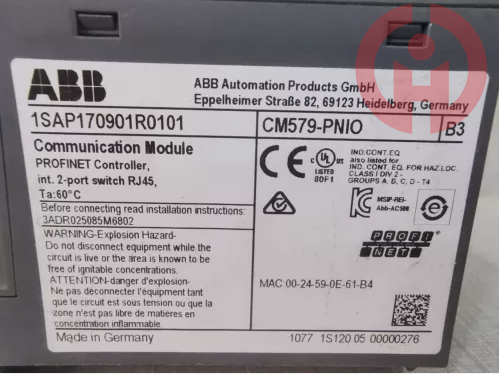 ABB
ABB Automation Products GmbH
Eppelheimer Straße 82, 69123 Heidelberg, Germany
1SAP170901R0101
CM579-PNIO
B3
Communication Module
PROFINET Controller,
int. 2-port switch RJ45,
Ta:60°C
Before connecting read installation instructions:
3ADR025085M6802
WARNING-Explosion Hazard-
Do not disconnect equipment while the
circuit is live or the area is known to be free
of ignitable concentrations.
ATTENTION-danger d'explosion-
Ne pas déconnecter l'équipement tant
que le circuit est sous tension ou que la
zone n'est pas libre de matières en
concentration inflammable.
Made in Germany
CE
UL
US
LISTED
80F1
IND.CONT.EQ.
also listed for
IND. CONT. EQ. FOR HAZ.LOC.
CLASS I DIV 2 -
GROUPS A, B, C, D - T4
MSIP-REI-
Abb-AC500
PROFI
NET
MAC 00-24-59-0E-61-B4
1077 1S120 05 00000276